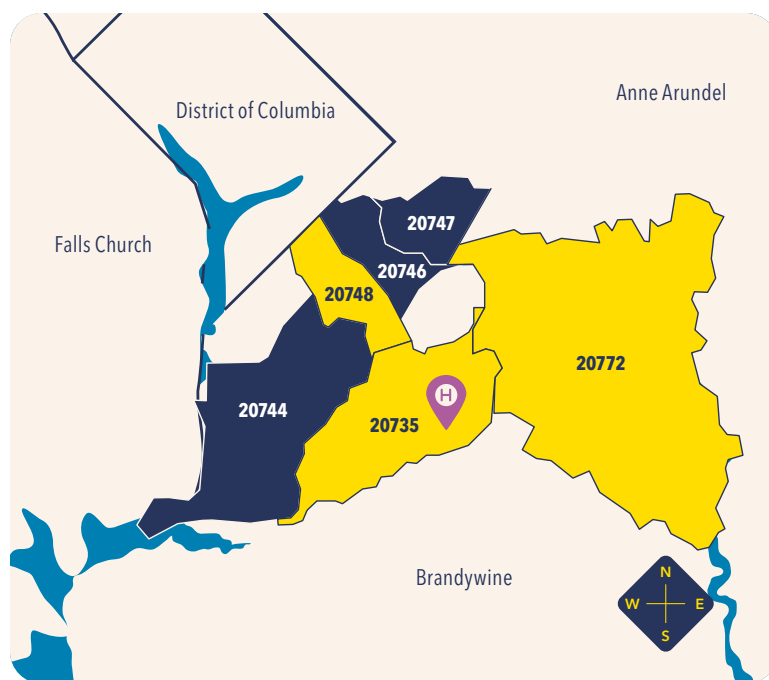 Anne Arundel
District of Columbia
20747
Falls Church
20746
20748
20772
20744
20735
H
Brandywine
N
W E
S